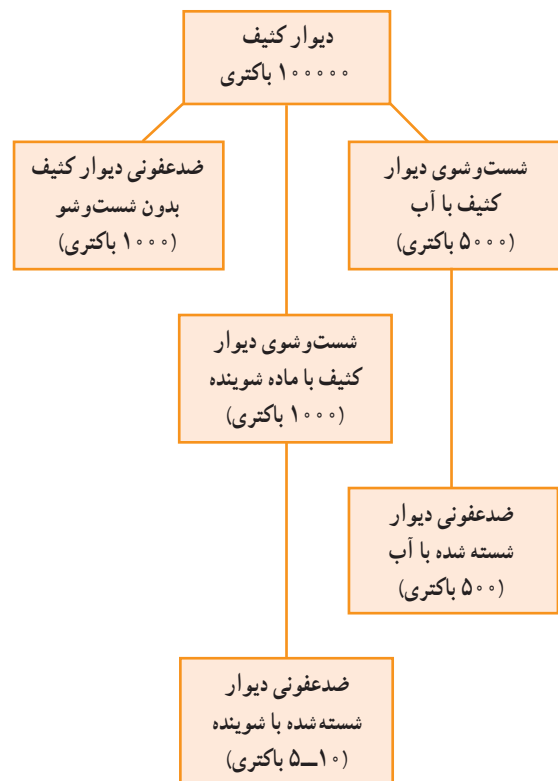 دیوار کثیف
۱۰۰۰۰۰ باکتری
شست‌وشوی دیوار
کثیف با آب
(۵۰۰۰ باکتری)
ضدعفونی دیوار کثیف
بدون شست‌وشو
(۱۰۰۰ باکتری)
شست‌وشوی دیوار
کثیف با ماده شوینده
(۱۰۰۰ باکتری)
ضدعفونی دیوار
شسته شده با آب
(۵۰۰ باکتری)
ضدعفونی دیوار
شسته‌شده با شوینده
(۱۰ــ۵ باکتری)